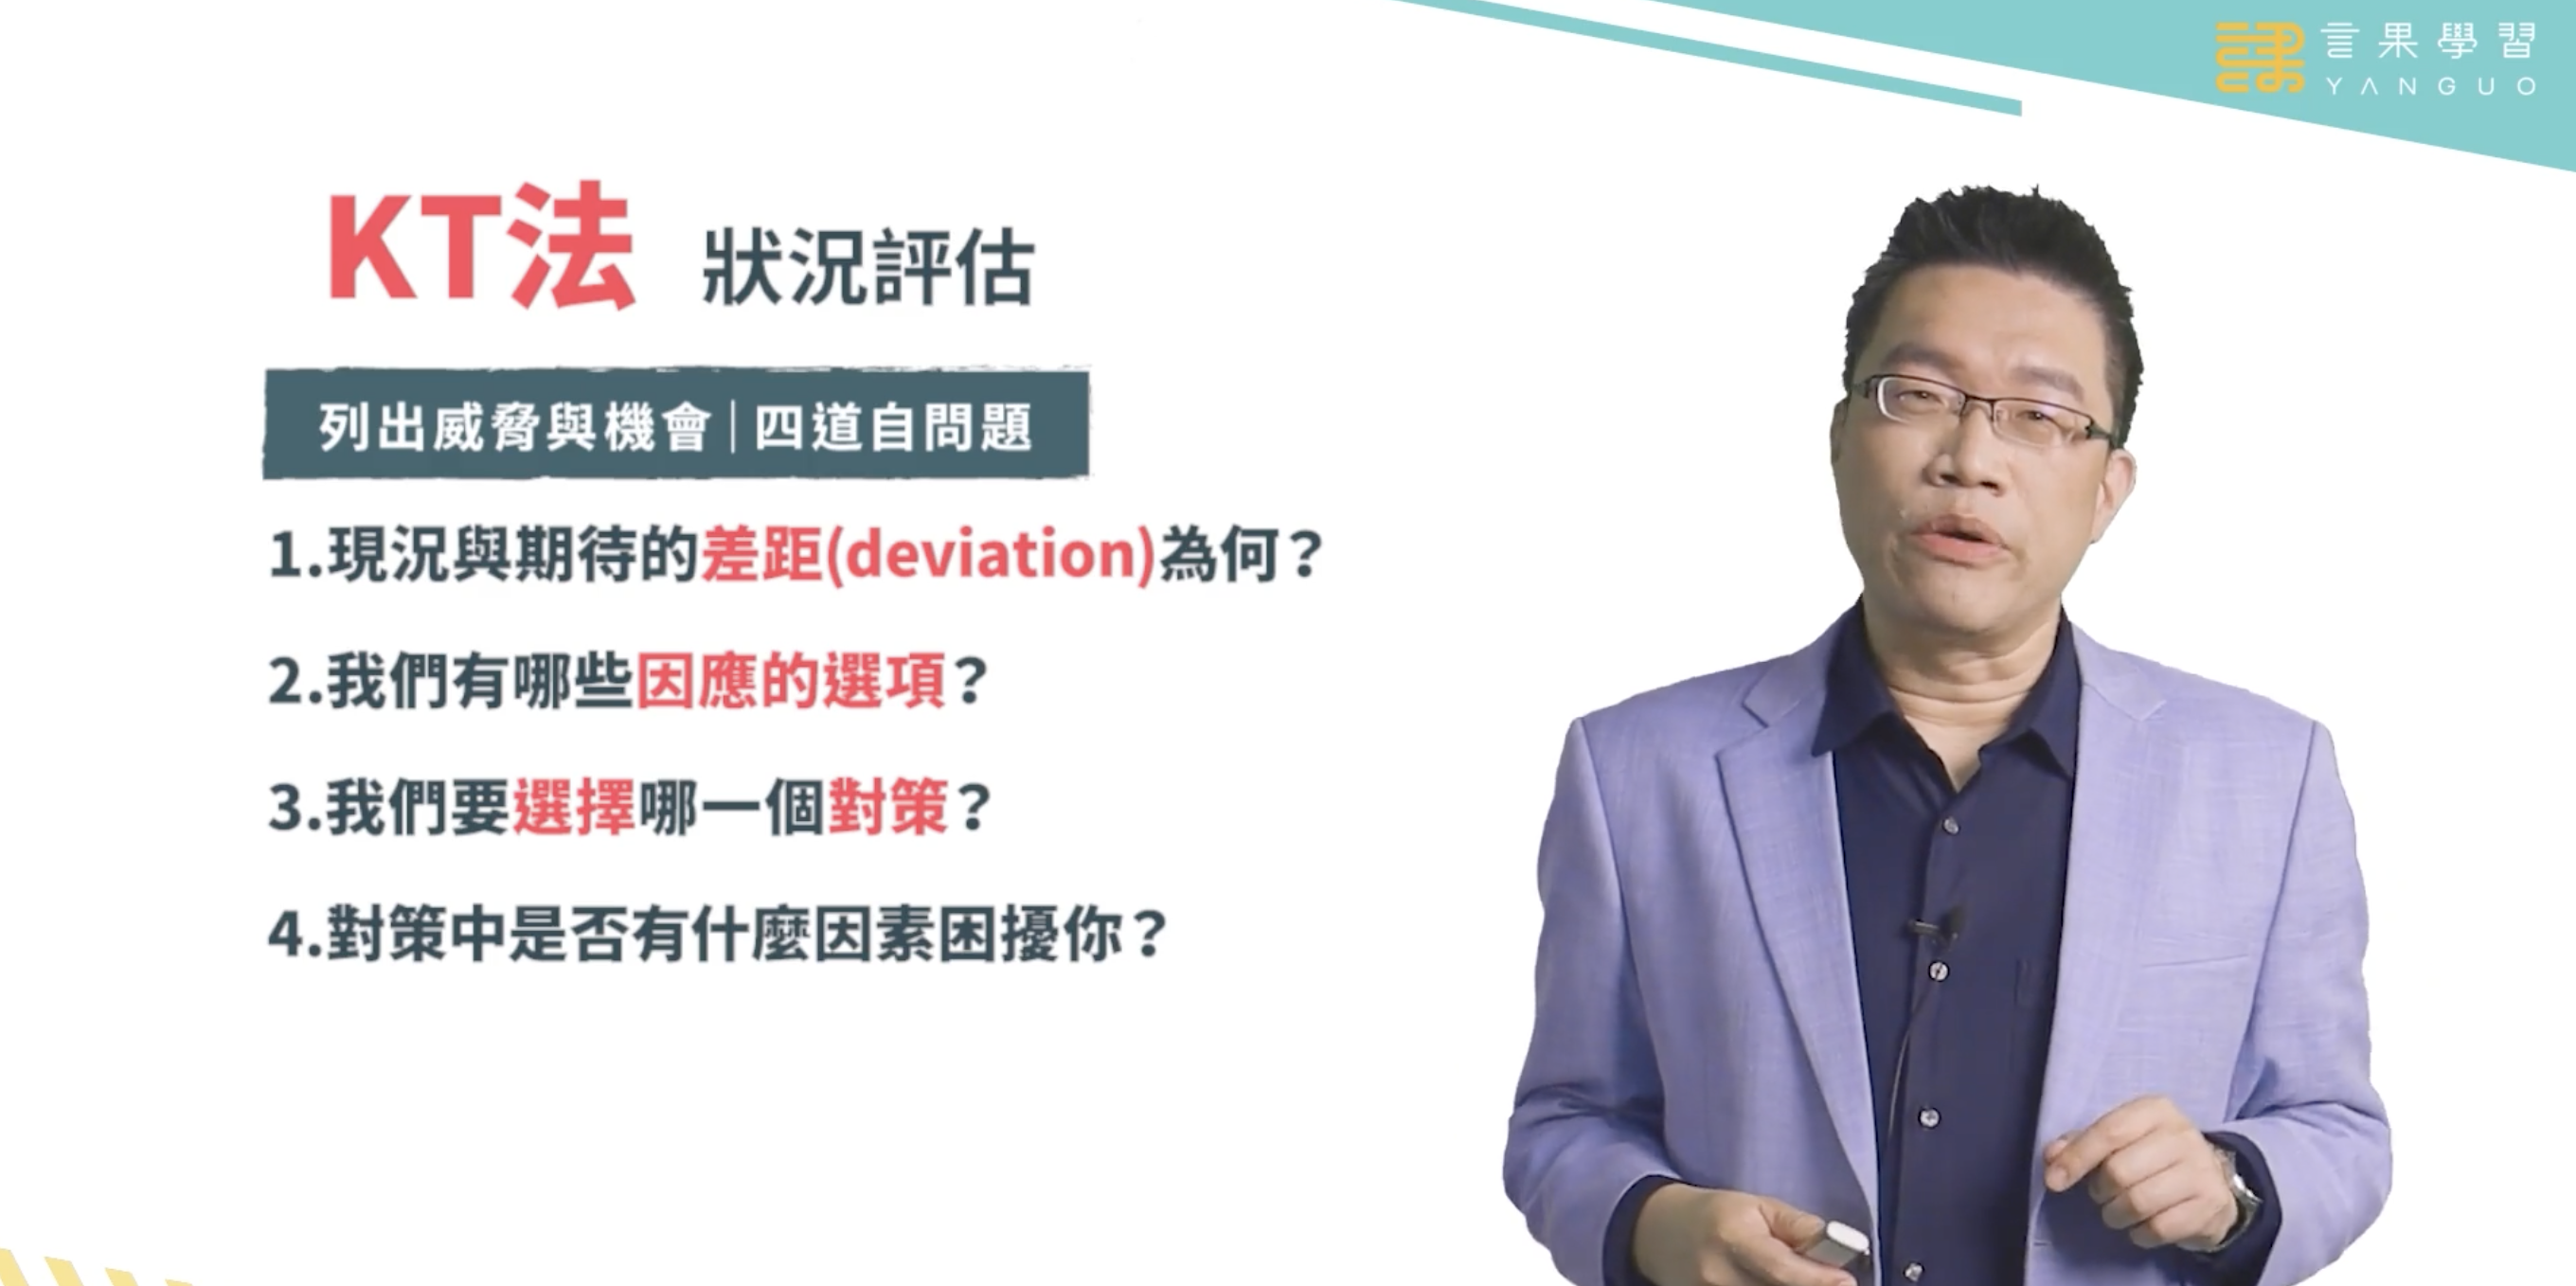 言果學習
YANGUO
KT法 狀況評估
列出威脅與機會|四道自問題
1.現況與期待的差距(deviation)為何？
2.我們有哪些因應的選項？
3.我們要選擇哪一個對策？
4.對策中是否有什麼因素困擾你？